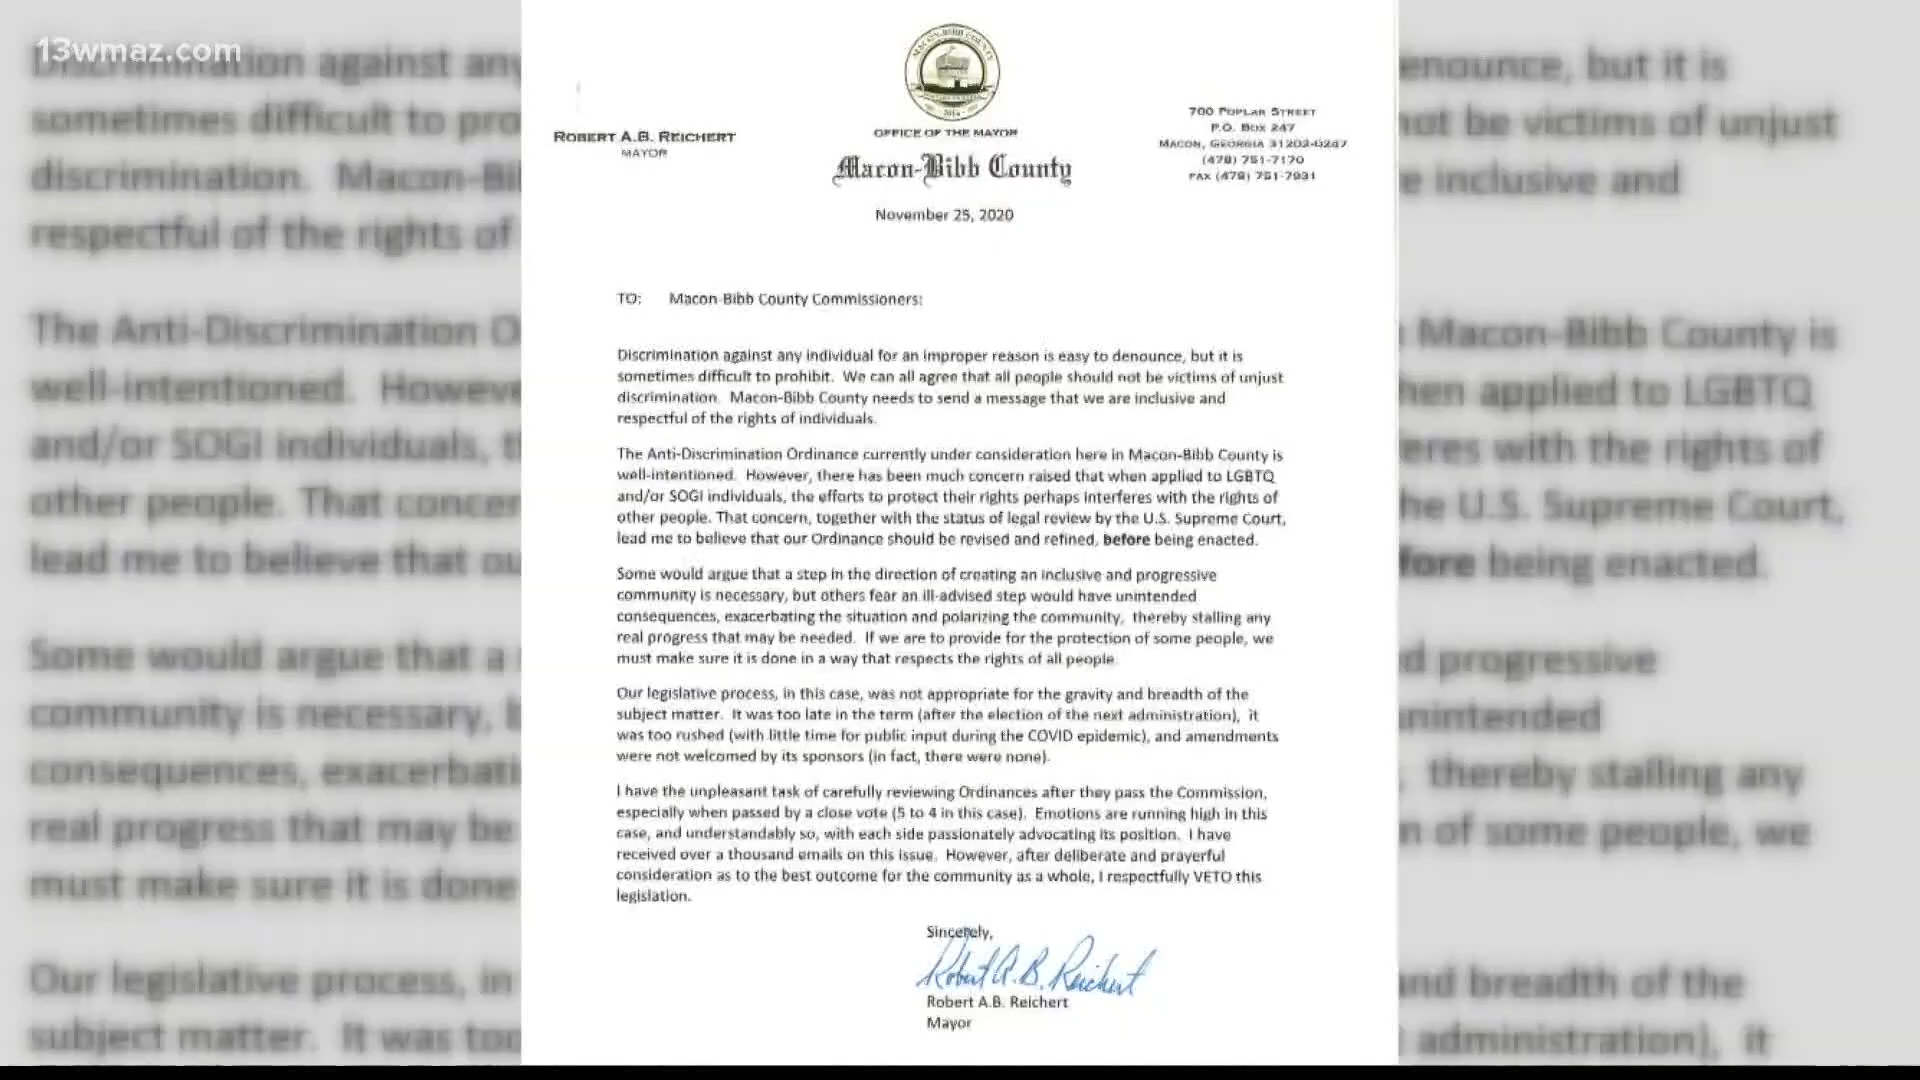 13wmaz.com
ROBERT A.B. REICHERT
MAYOR
OFFICE OF THE MAYOR
Macon-Bibb County
700 POPLAR STREET
P.O. BOX 247
MACON, GEORGIA 31202-0247
(478) 751-7170
FAX (478) 751-7931
November 25, 2020
TO: Macon-Bibb County Commissioners:
Discrimination against any individual for an improper reason is easy to denounce, but it is
sometimes difficult to prohibit. We can all agree that all people should not be victims of unjust
discrimination. Macon-Bibb County needs to send a message that we are inclusive and
respectful of the rights of individuals.
The Anti-Discrimination Ordinance currently under consideration here in Macon-Bibb County is
well-intentioned. However, there has been much concern raised that when applied to LGBTQ
and/or SOGI individuals, the efforts to protect their rights perhaps interferes with the rights of
other people. That concern, together with the status of legal review by the U.S. Supreme Court,
lead me to believe that our Ordinance should be revised and refined, before being enacted.
Some would argue that a step in the direction of creating an inclusive and progressive
community is necessary, but others fear an ill-advised step would have unintended
consequences, exacerbating the situation and polarizing the community, thereby stalling any
real progress that may be needed. If we are to provide for the protection of some people, we
must make sure it is done in a way that respects the rights of all people.
Our legislative process, in this case, was not appropriate for the gravity and breadth of the
subject matter. It was too late in the term (after the election of the next administration), it
was too rushed (with little time for public input during the COVID epidemic), and amendments
were not welcomed by its sponsors (in fact, there were none).
I have the unpleasant task of carefully reviewing Ordinances after they pass the Commission,
especially when passed by a close vote (5 to 4 in this case). Emotions are running high in this
case, and understandably so, with each side passionately advocating its position. I have
received over a thousand emails on this issue. However, after deliberate and prayerful
consideration as to the best outcome for the community as a whole, I respectfully VETO this
legislation.
Sincerely,
Robert A. B. Reichert
Robert A.B. Reichert
Mayor